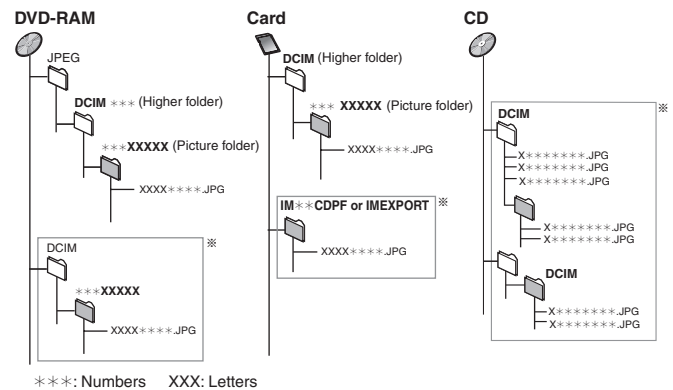 DVD-RAM
JPEG
DCIM ∗∗∗ (Higher folder)
∗∗∗XXXXX (Picture folder)
XXXX∗∗∗∗.JPG
※
DCIM
∗∗∗XXXXX
XXXX∗∗∗∗.JPG
Card
DCIM (Higher folder)
∗∗∗ XXXXX (Picture folder)
XXXX∗∗∗∗.JPG
IM∗∗CDPF or IMEXPORT ※
XXXX∗∗∗∗.JPG
CD
※
DCIM
X∗∗∗∗∗∗∗.JPG
X∗∗∗∗∗∗∗.JPG
X∗∗∗∗∗∗∗.JPG
X∗∗∗∗∗∗∗.JPG
X∗∗∗∗∗∗∗.JPG
DCIM
X∗∗∗∗∗∗∗.JPG
X∗∗∗∗∗∗∗.JPG
∗∗∗: Numbers XXX: Letters